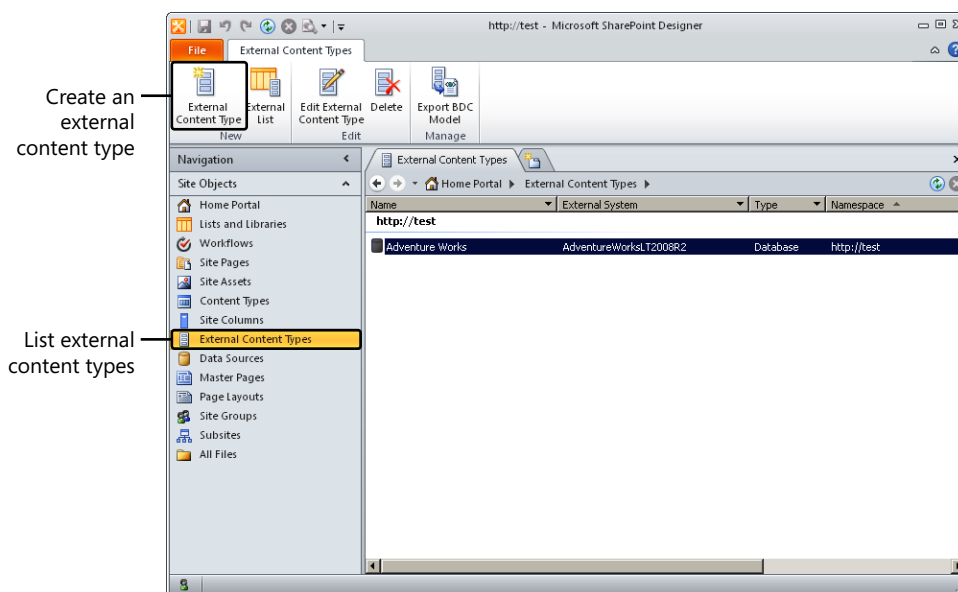 http://test - Microsoft SharePoint Designer
File
External Content Types
Create an
external
content type
External
Content Type
External
List
Edit External
Content Type
Delete
Export BDC
Model
New
Edit
Manage
Navigation
External Content Types
Site Objects
Home Portal
External Content Types
Name
External System
Type
Namespace
http://test
Adventure Works
AdventureWorksLT2008R2
Database
http://test
Home Portal
Lists and Libraries
Workflows
Site Pages
Site Assets
Content Types
Site Columns
List external
content types
External Content Types
Data Sources
Master Pages
Page Layouts
Site Groups
Subsites
All Files